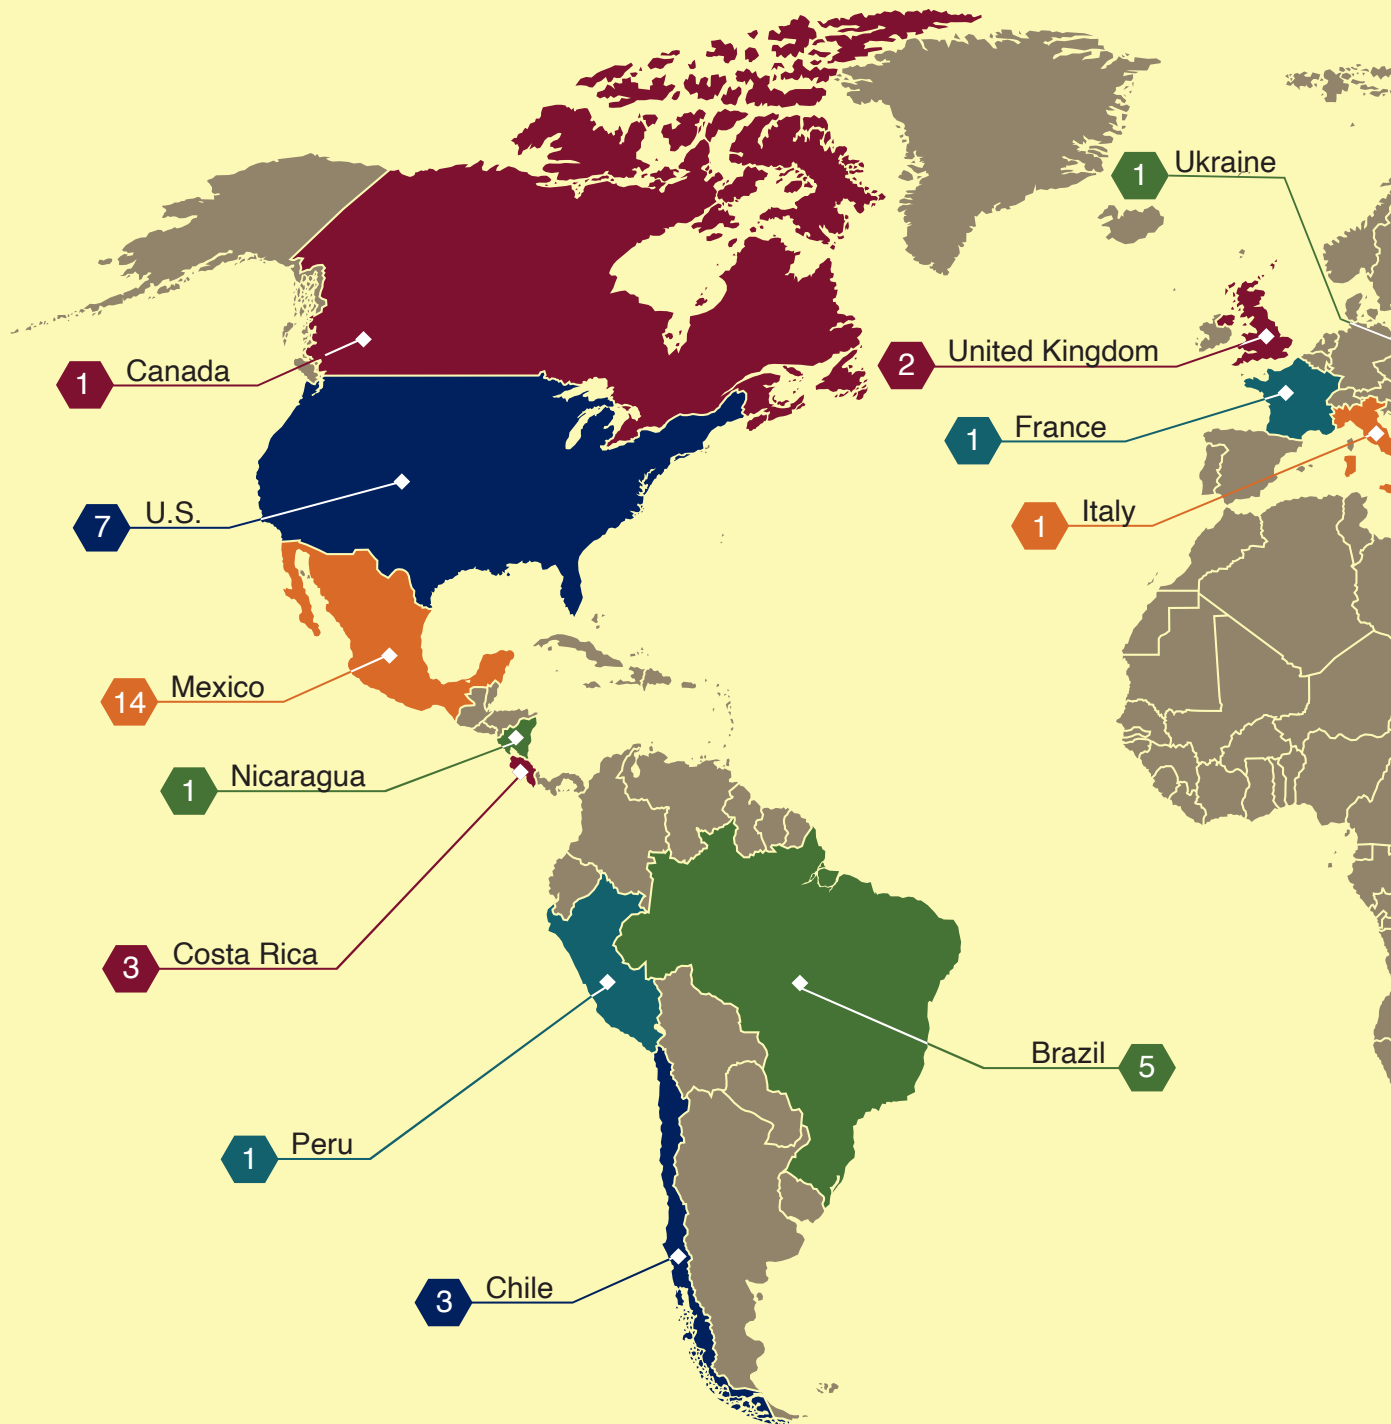 1 Ukraine
1 Canada
2 United Kingdom
1 France
7 U.S.
1 Italy
14 Mexico
1 Nicaragua
3 Costa Rica
Brazil 5
1 Peru
3 Chile